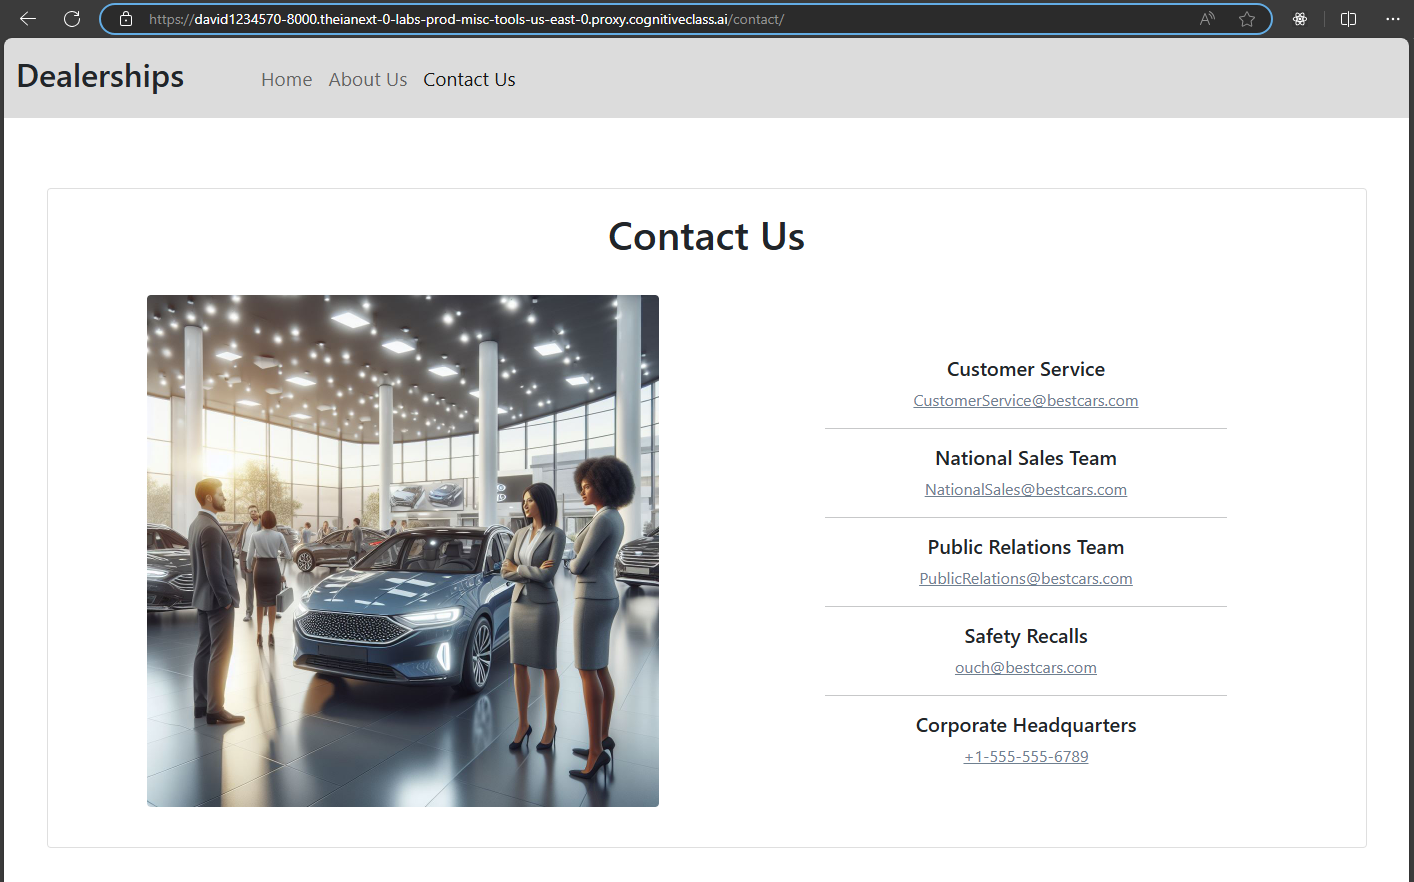 https://david1234570-8000.theianext-0-labs-prod-misc-tools-us-east-0.proxy.cognitiveclass.ai/contact/
Dealerships
Home About Us Contact Us
Contact Us
Customer Service
CustomerService@bestcars.com
National Sales Team
NationalSales@bestcars.com
Public Relations Team
PublicRelations@bestcars.com
Safety Recalls
ouch@bestcars.com
Corporate Headquarters
+1-555-555-6789